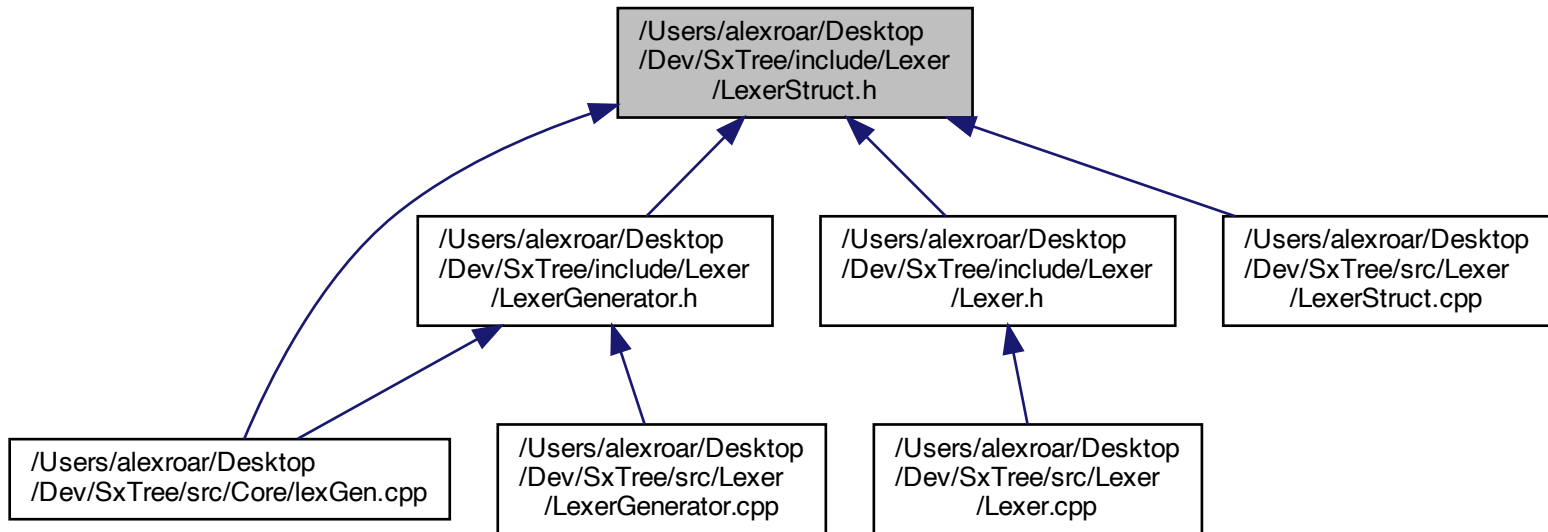 /Users/alexroar/Desktop
/Dev/SxTree/include/Lexer
/LexerStruct.h
/Users/alexroar/Desktop
/Dev/SxTree/include/Lexer
/LexerGenerator.h
/Users/alexroar/Desktop
/Dev/SxTree/include/Lexer
/Lexer.h
/Users/alexroar/Desktop
/Dev/SxTree/src/Lexer
/LexerStruct.cpp
/Users/alexroar/Desktop
/Dev/SxTree/src/Core/lexGen.cpp
/Users/alexroar/Desktop
/Dev/SxTree/src/Lexer
/LexerGenerator.cpp
/Users/alexroar/Desktop
/Dev/SxTree/src/Lexer
/Lexer.cpp